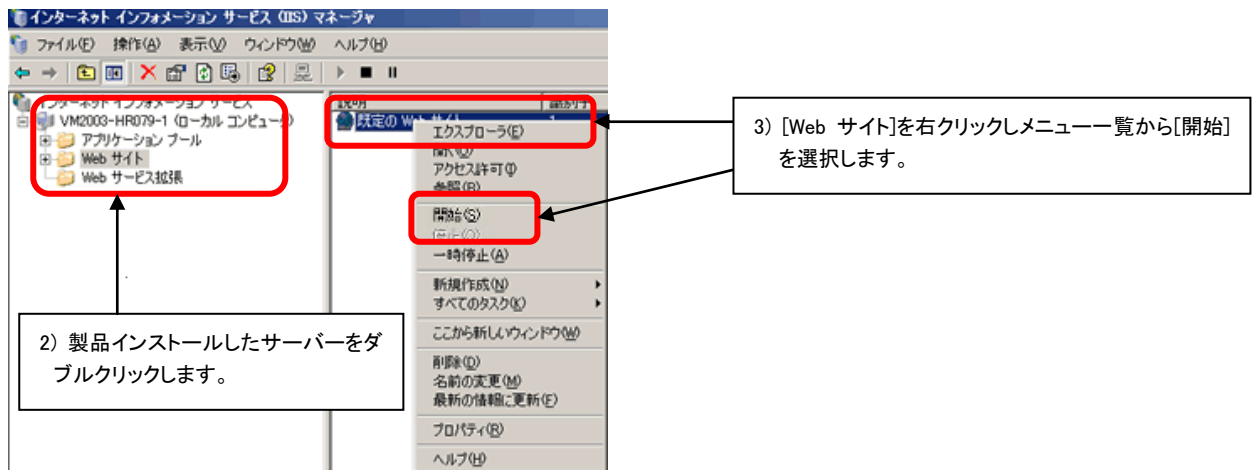 インターネット インフォメーション サービス (IIS) マネージャ
ファイル(F) 操作(A) 表示(V) ウィンドウ(W) ヘルプ(H)
インターネット インフォメーション サービス
VM2003-HR079-1 (ローカル コンピュータ)
アプリケーション プール
Web サイト
Web サービス拡張
説明
既定の Web サイト
1
エクスプローラ(E)
開く(O)
アクセス許可(I)
参照(B)
開始(S)
停止(O)
一時停止(A)
新規作成(N)
すべてのタスク(K)
ここから新しいウィンドウ(W)
削除(D)
名前の変更(M)
最新の情報に更新(F)
プロパティ(R)
ヘルプ(H)
2) 製品インストールしたサーバーをダ
ブルクリックします。
3) [Web サイト]を右クリックしメニュー一覧から[開始]
を選択します。